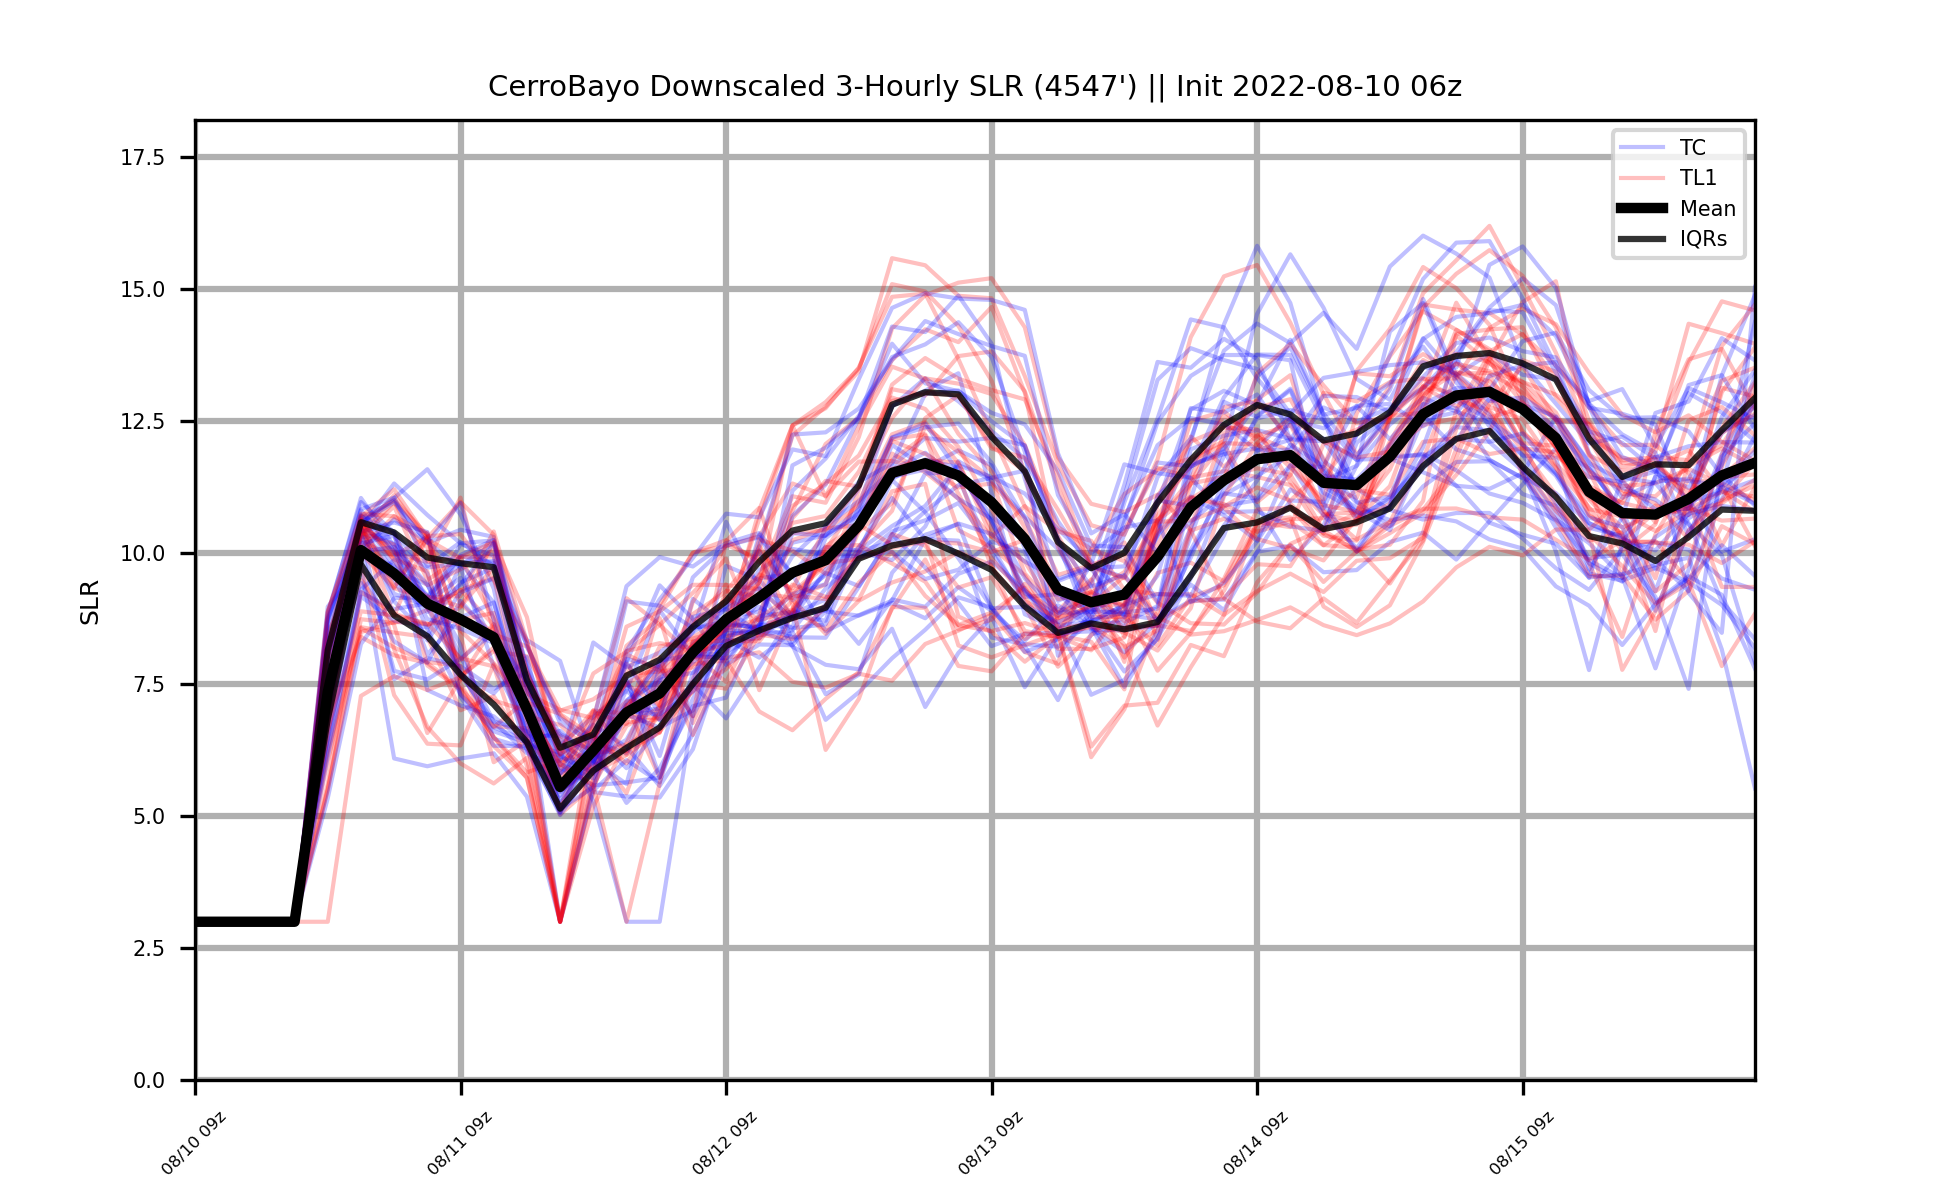 CerroBayo Downscaled 3-Hourly SLR (4547') || Init 2022-08-10 06z
TC
TL1
Mean
IQRs
17.5
15.0
12.5
10.0
7.5
5.0
2.5
0.0
SLR
08/10 09z
08/11 09z
08/12 09z
08/13 09z
08/14 09z
08/15 09z